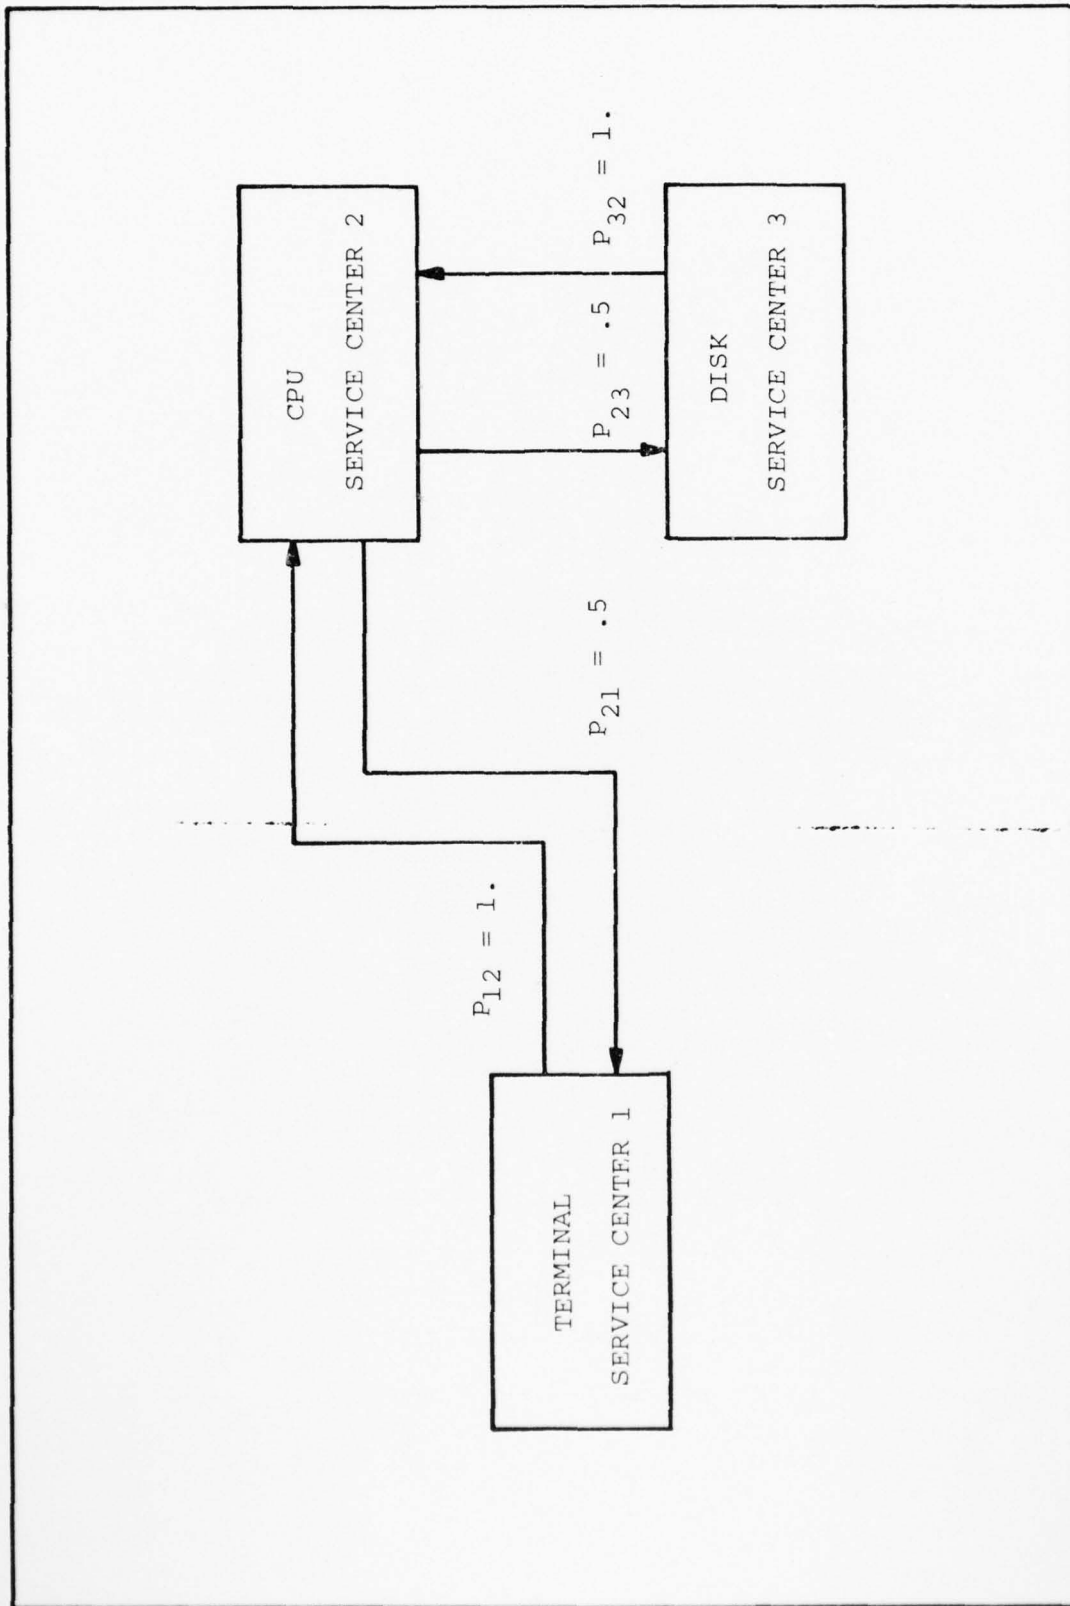 CPU
SERVICE CENTER 2
P12 = 1.
P21 = .5
P23 = .5
P32 = 1.
TERMINAL
SERVICE CENTER 1
DISK
SERVICE CENTER 3